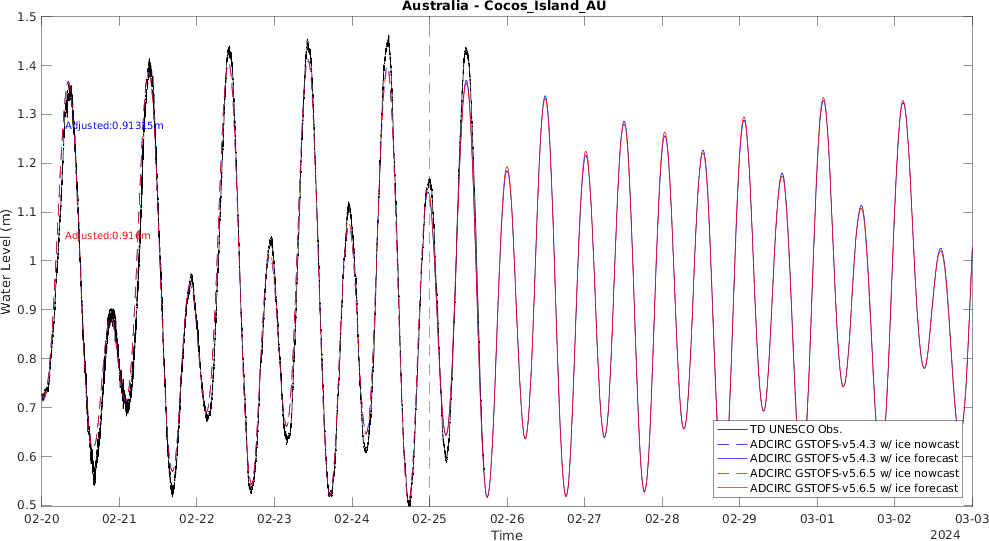 Australia - Cocos_Island_AU
1.5
1.4
1.3
1.2
1.1
1
0.9
0.8
0.7
0.6
0.5
Water Level (m)
Adjusted:0.91315m
Adjusted:0.916m
TD UNESCO Obs.
ADCIRC GSTOFS-v5.4.3 w/ ice nowcast
ADCIRC GSTOFS-v5.4.3 w/ ice forecast
ADCIRC GSTOFS-v5.6.5 w/ ice nowcast
ADCIRC GSTOFS-v5.6.5 w/ ice forecast
02-20 02-21 02-22 02-23 02-24 02-25 02-26 02-27 02-28 02-29 03-01 03-02 03-03
Time
2024